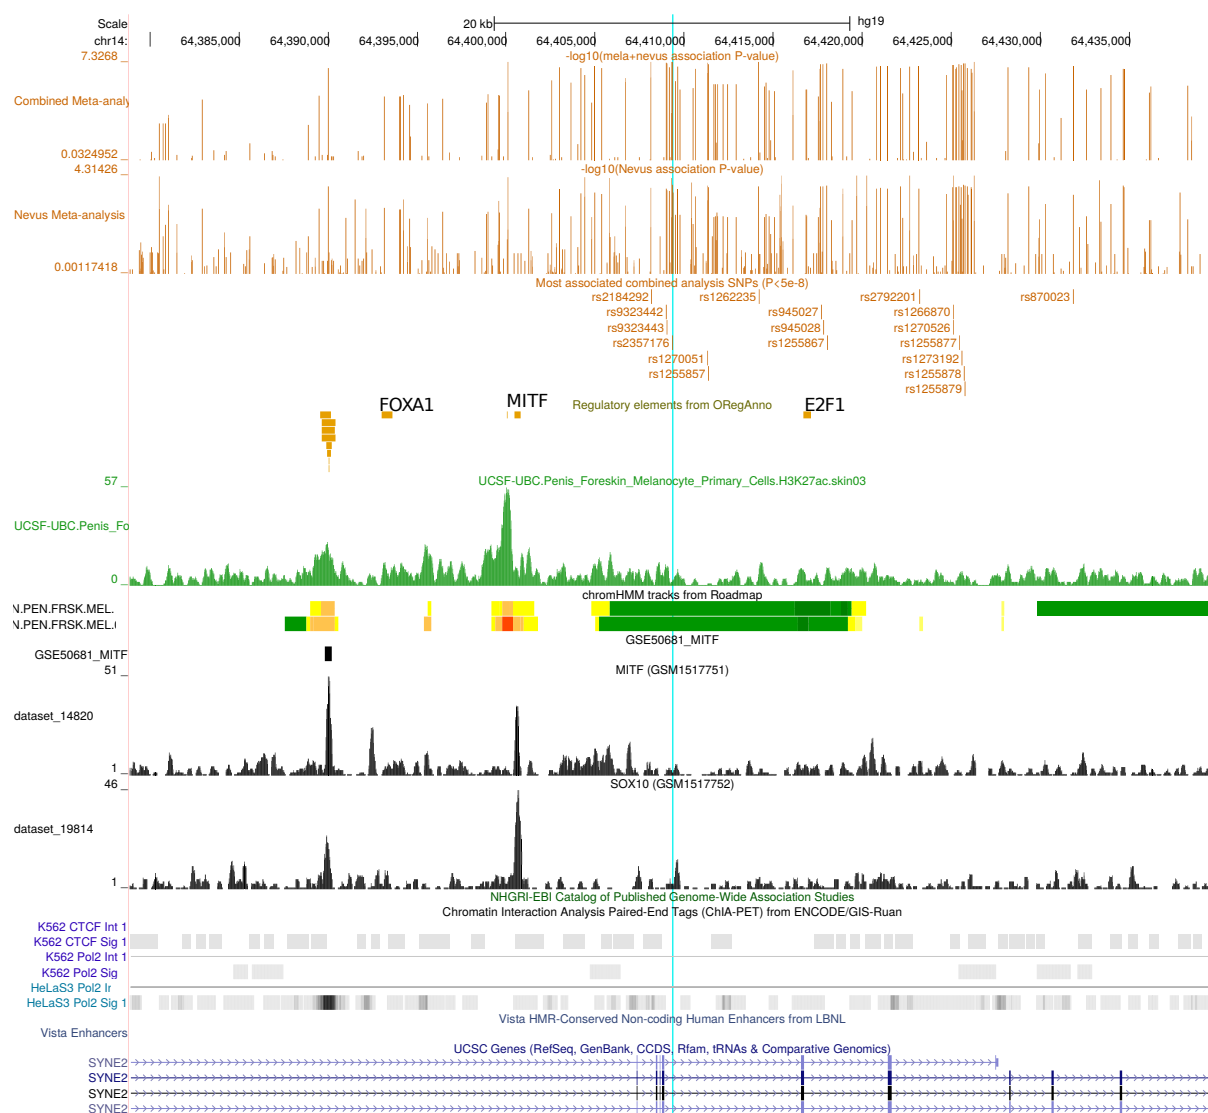 Scale 20 kb hg19
chr14: 64,385,000 64,390,000 64,395,000 64,400,000 64,405,000 64,410,000 64,415,000 64,420,000 64,425,000 64,430,000 64,435,000
-log10(mela+nevus association P-value)
7.3268
Combined Meta-analy
0.0324952
-log10(Nevus association P-value)
4.31426
Nevus Meta-analysis
0.00117418
Most associated combined analysis SNPs (P<5e-8)
rs2184292 rs1262235 rs2792201 rs870023
rs9323442 rs945027 rs1266870
rs9323443 rs945028 rs1270526
rs2357176 rs1255867 rs1255877
rs1270051 rs1273192
rs1255857 rs1255878
rs1255879
FOXA1 MITF Regulatory elements from ORegAnno E2F1
UCSF-UBC.Penis_Foreskin_Melanocyte_Primary_Cells.H3K27ac.skin03
57
UCSF-UBC.Penis_Fo
0
chromHMM tracks from Roadmap
N.PEN.FRSK.MEL.
N.PEN.FRSK.MEL.(
GSE50681_MITF
GSE50681_MITF
MITF (GSM1517751)
51
dataset_14820
1
SOX10 (GSM1517752)
46
dataset_19814
1
NHGRI-EBI Catalog of Published Genome-Wide Association Studies
Chromatin Interaction Analysis Paired-End Tags (ChIA-PET) from ENCODE/GIS-Ruan
K562 CTCF Int 1
K562 CTCF Sig 1
K562 Pol2 Int 1
K562 Pol2 Sig
HeLaS3 Pol2 Ir
HeLaS3 Pol2 Sig 1
Vista HMR-Conserved Non-coding Human Enhancers from LBNL
Vista Enhancers
UCSC Genes (RefSeq, GenBank, CCDS, Rfam, tRNAs & Comparative Genomics)
SYNE2
SYNE2
SYNE2
SYNE2